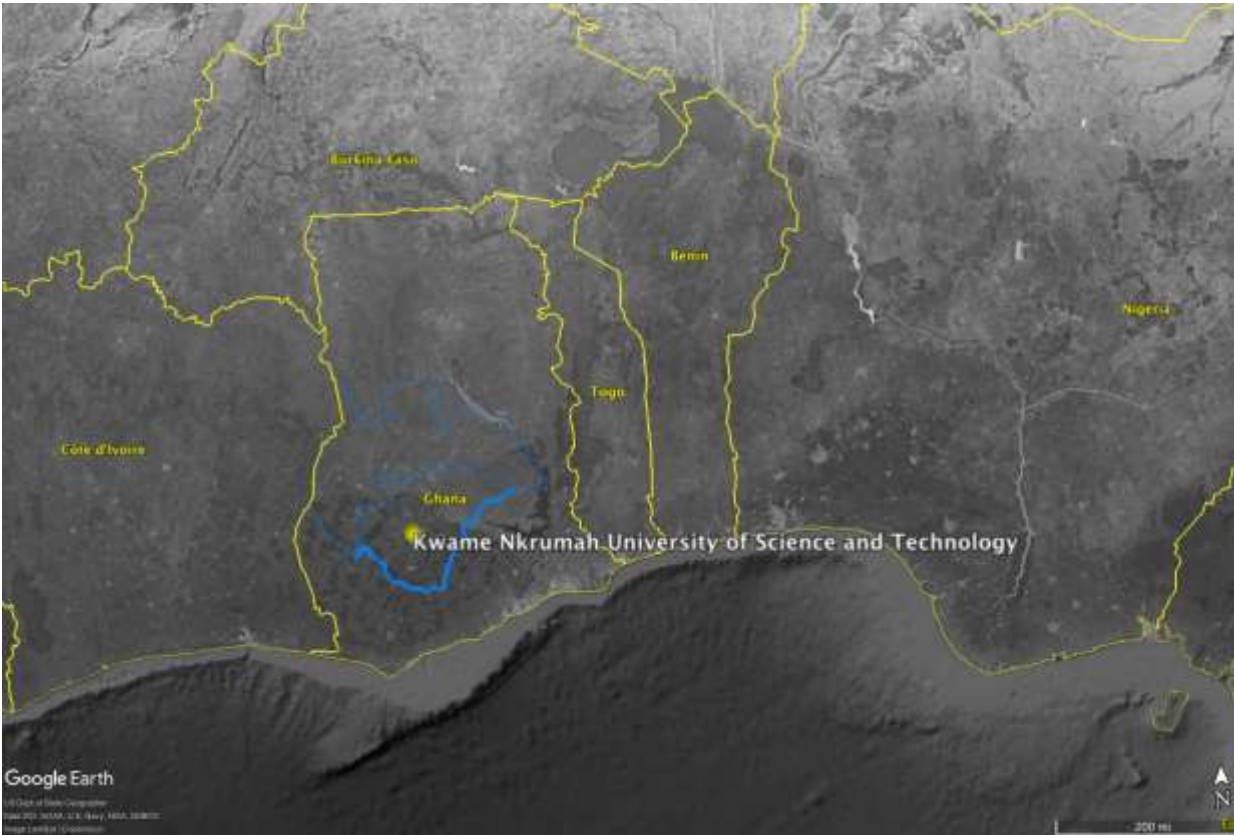 Burkina Faso
Benin
Nigeria
Togo
Côte d'Ivoire
Ghana
Kwame Nkrumah University of Science and Technology
Google Earth
N
200 mi